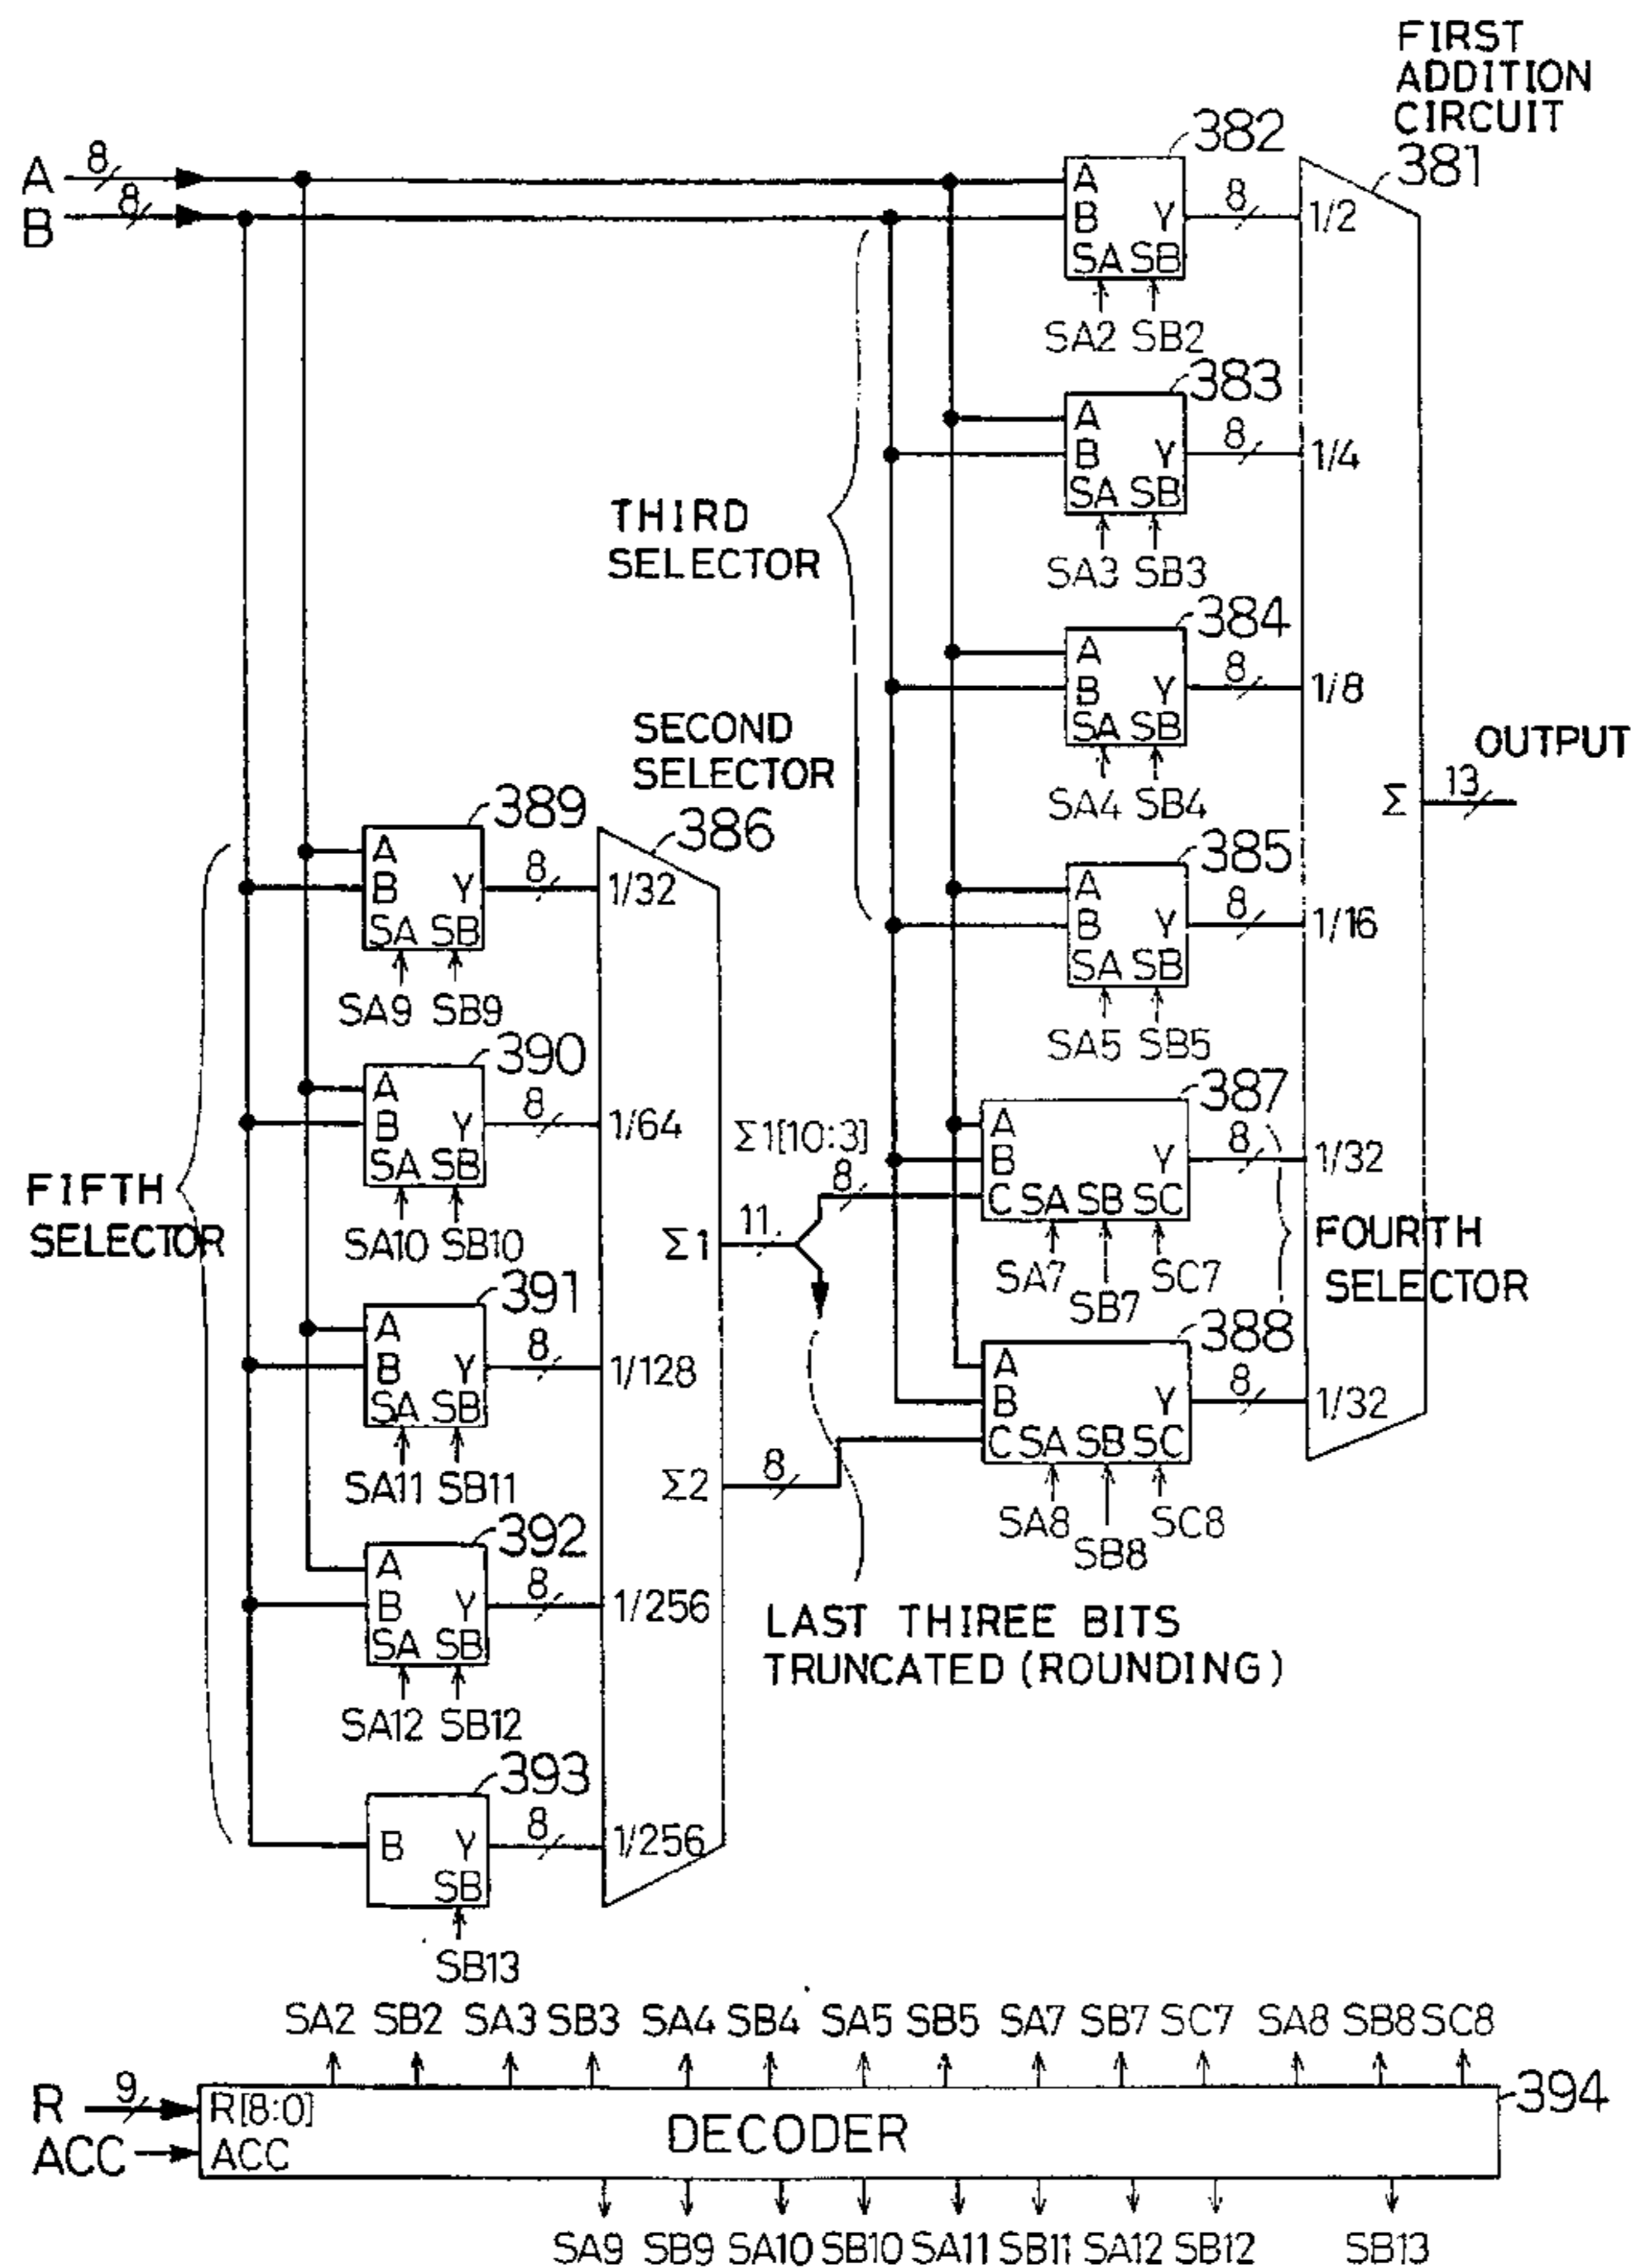 FIRST
ADDITION
CIRCUIT
381
382
A 8
B 8
A
B Y
SA SB
8
1/2
SA2 SB2
383
A
B Y
SA SB
8
1/4
SA3 SB3
THIRD
SELECTOR
384
A
B Y
SA SB
8
1/8
SA4 SB4
SECOND
SELECTOR
386
OUTPUT
Σ 13
385
A
B Y
SA SB
8
1/16
SA5 SB5
389
A
B Y
SA SB
8
1/32
SA9 SB9
390
A
B Y
SA SB
8
1/64
SA10 SB10
FIFTH
SELECTOR
Σ1[10:3]
8
Σ1 11
387
A
B Y
C SA SB SC
8
1/32
SA7 SB7 SC7
FOURTH
SELECTOR
391
A
B Y
SA SB
8
1/128
SA11 SB11
388
A
B Y
C SA SB SC
8
1/32
SA8 SB8 SC8
Σ2 8
392
A
B Y
SA SB
8
1/256
SA12 SB12
LAST THIREE BITS
TRUNCATED (ROUNDING)
393
B Y
SB
8
1/256
SB13
SA2 SB2 SA3 SB3 SA4 SB4 SA5 SB5 SA7 SB7 SC7 SA8 SB8 SC8
R 9 R[8:0]
ACC ACC
DECODER
394
SA9 SB9 SA10 SB10 SA11 SB11 SA12 SB12 SB13